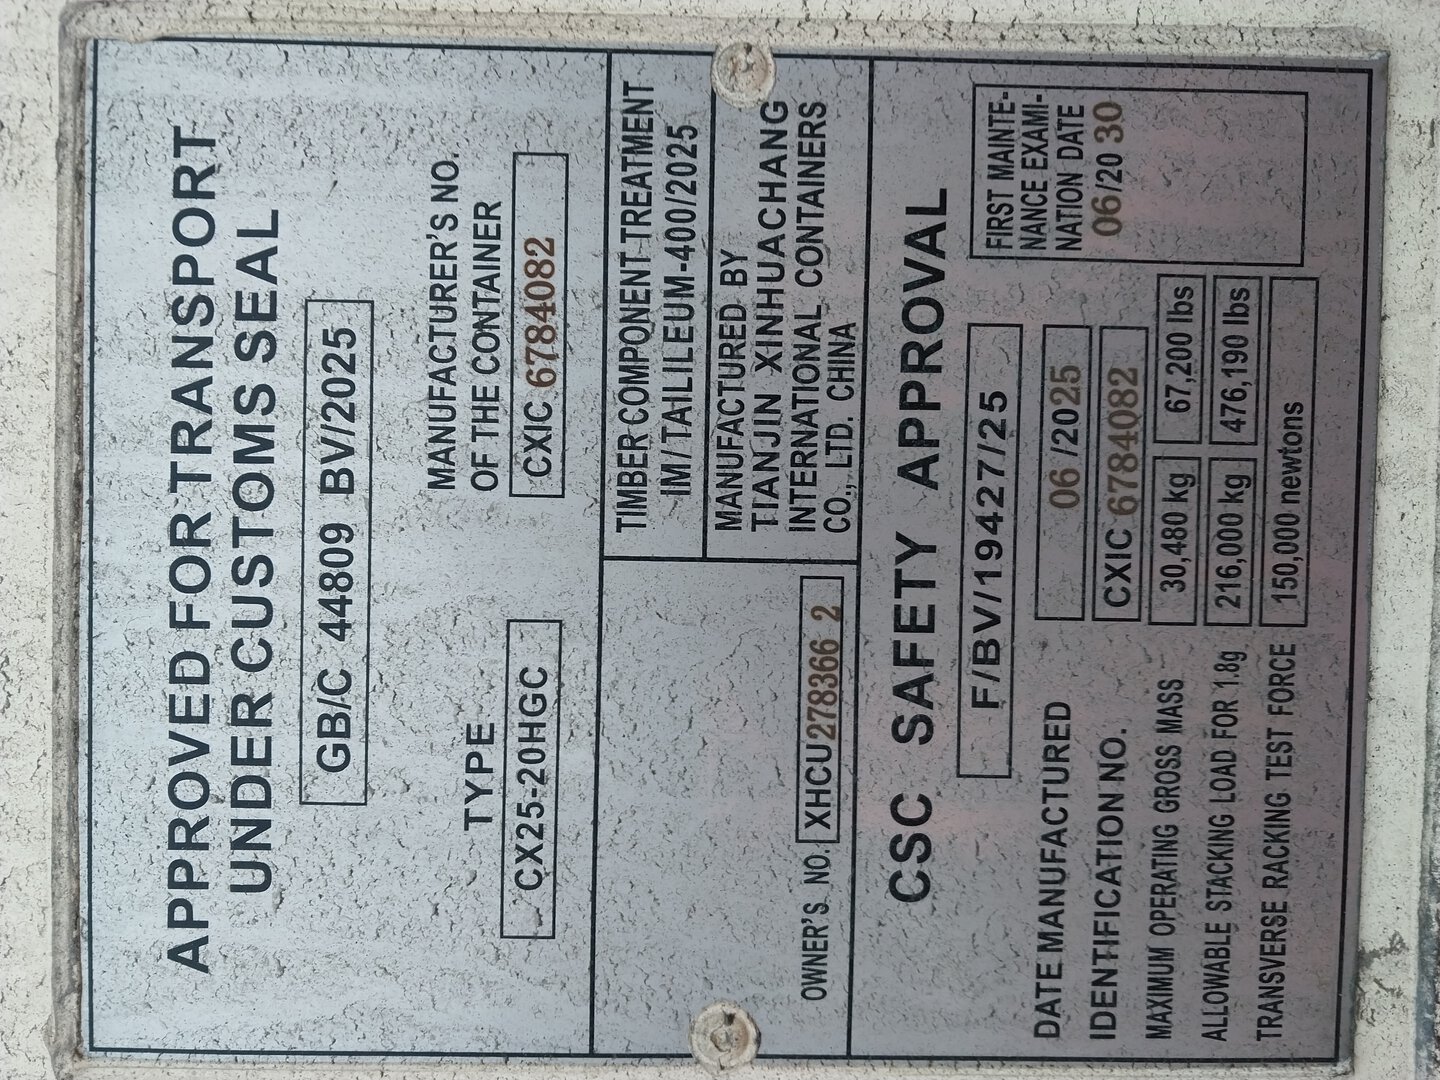 APPROVED FOR TRANSPORT
UNDER CUSTOMS SEAL
GB/C 44809 BV/2025
TYPE
CX25-20HGC
MANUFACTURER'S NO.
OF THE CONTAINER
CXIC 6784082
TIMBER COMPONENT TREATMENT
IM/TAILILEUM-400/2025
MANUFACTURED BY
TIANJIN XINHUACHANG
INTERNATIONAL CONTAINERS
CO., LTD. CHINA
OWNER'S NO. XHCU 278366 2
CSC SAFETY APPROVAL
F/BV/19427/25
FIRST MAINTE-
NANCE EXAMI-
NATION DATE
06/20 30
DATE MANUFACTURED 06 /2025
IDENTIFICATION NO. CXIC 6784082
MAXIMUM OPERATING GROSS MASS 30,480 kg 67,200 lbs
ALLOWABLE STACKING LOAD FOR 1.8g 216,000 kg 476,190 lbs
TRANSVERSE RACKING TEST FORCE 150,000 newtons